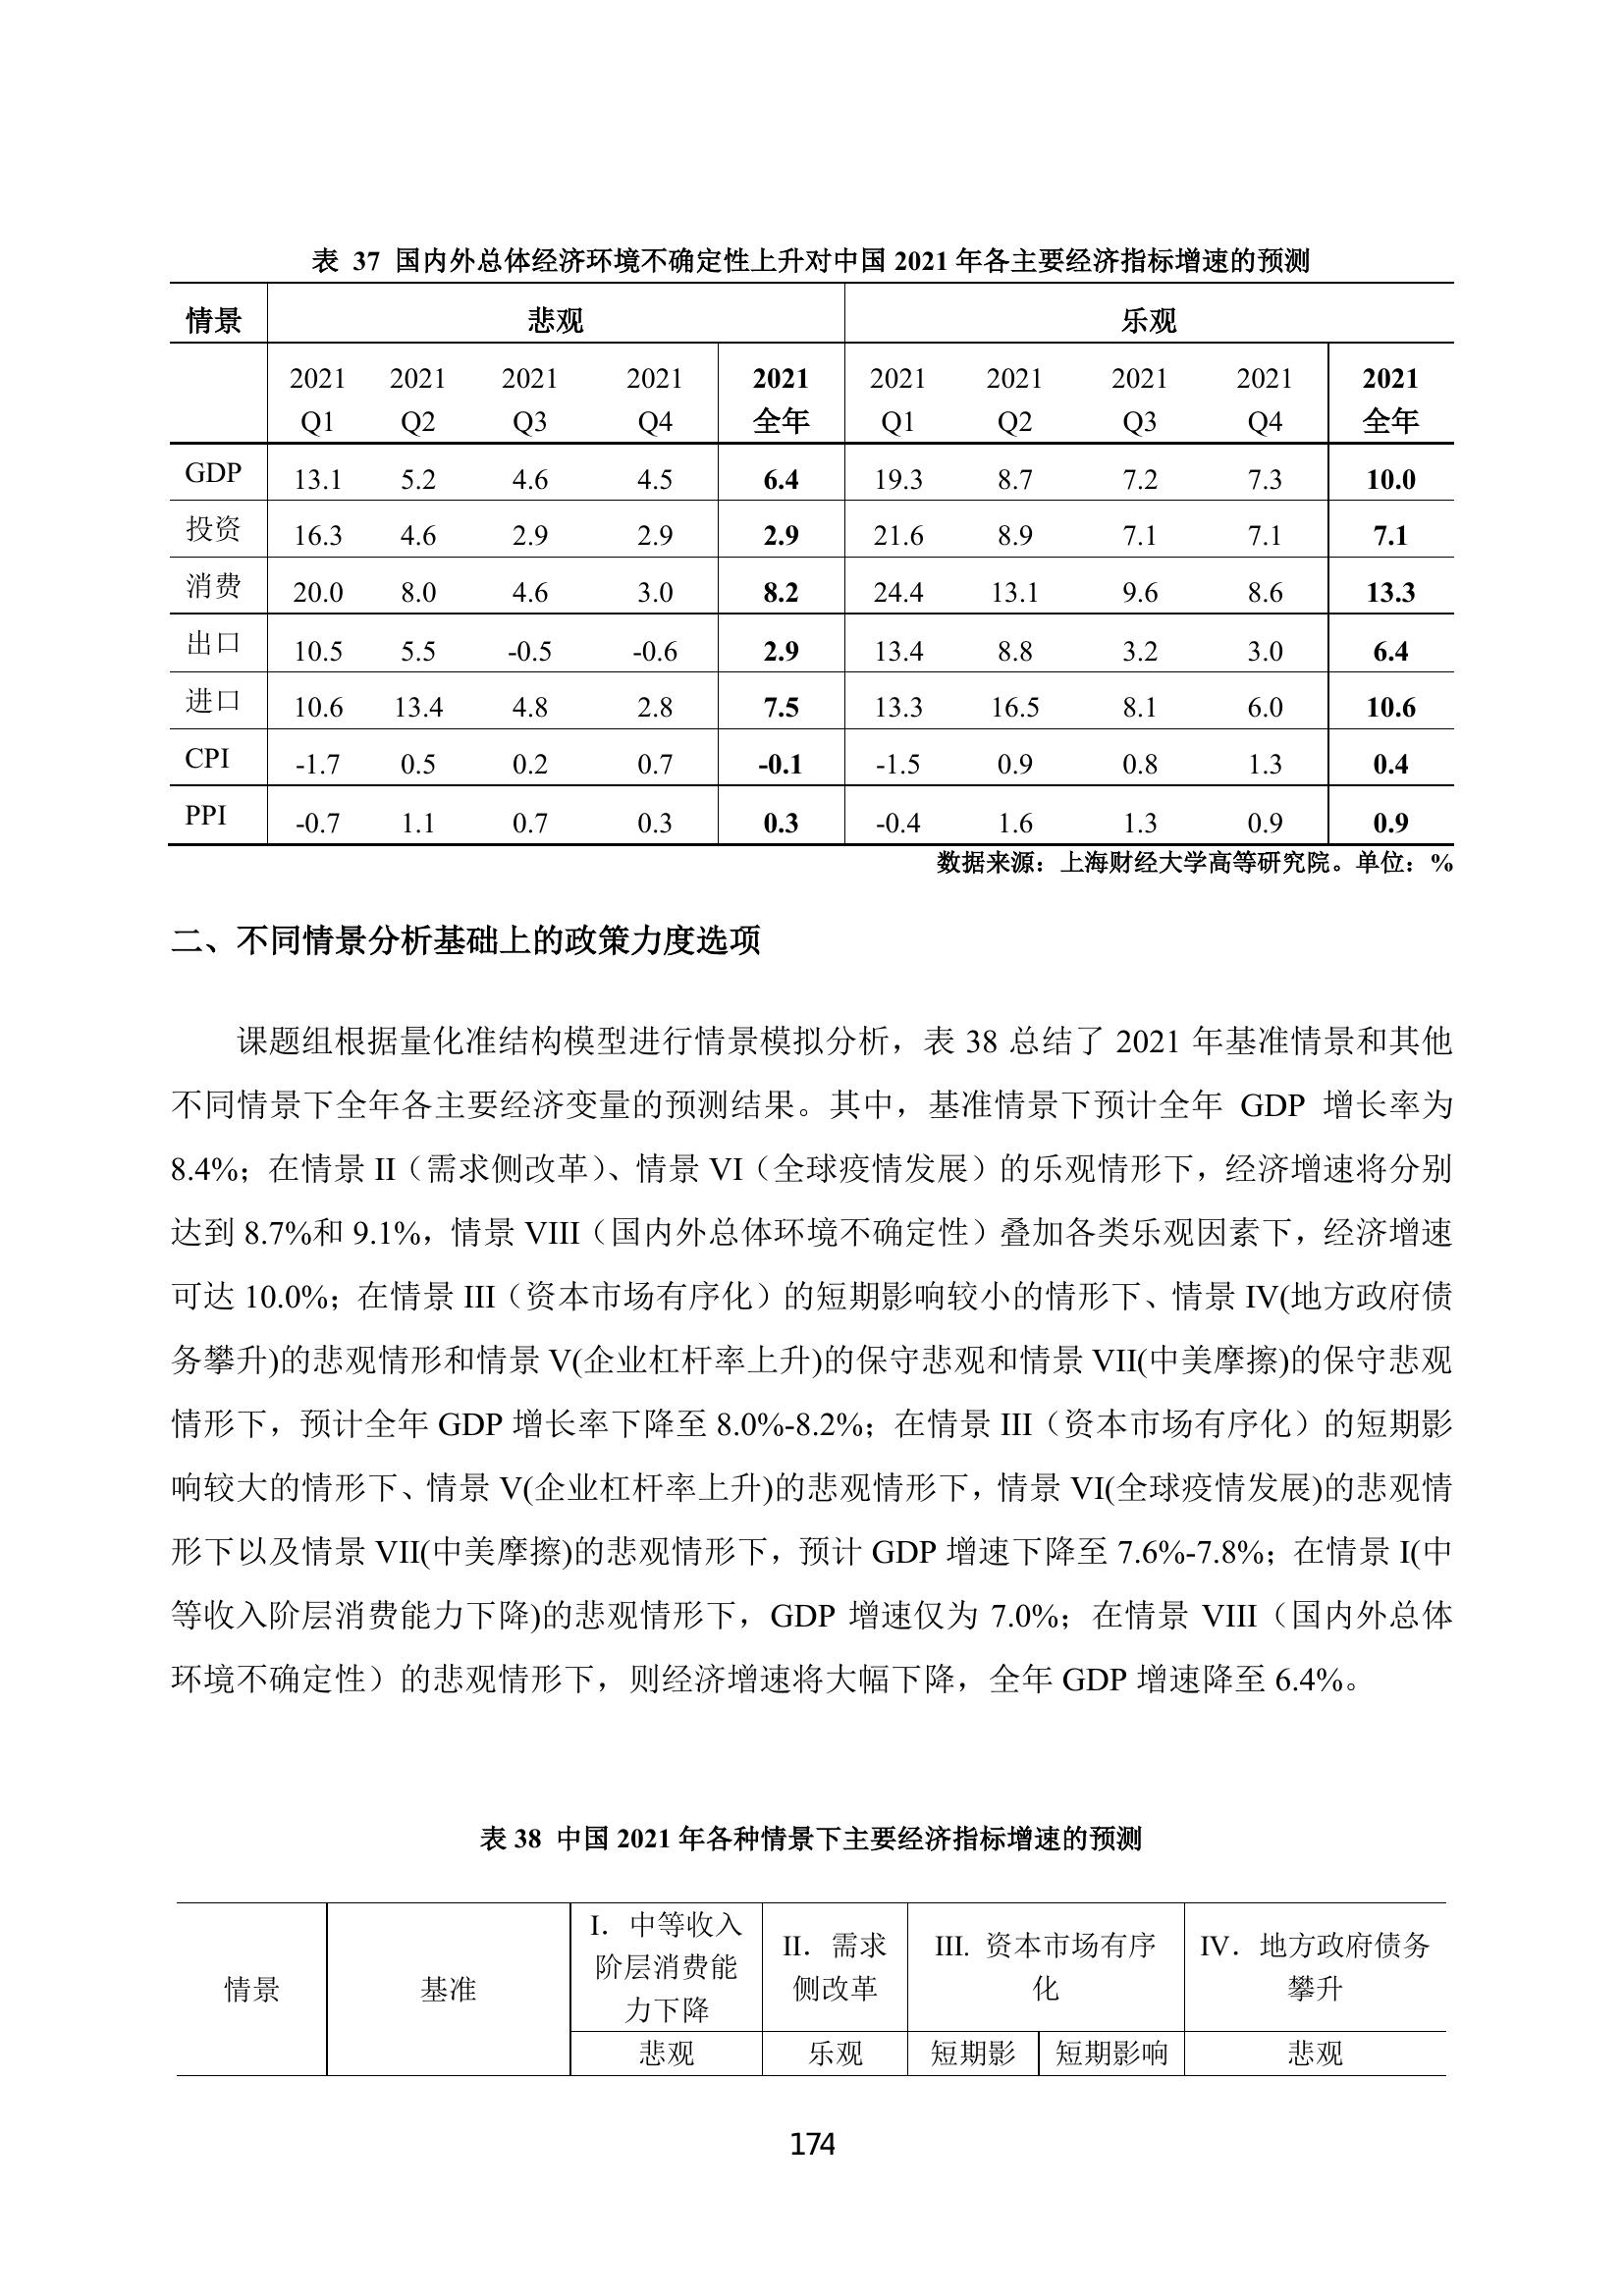 表 37 国内外总体经济环境不确定性上升对中国 2021 年各主要经济指标增速的预测
情景 悲观 乐观
2021 2021 2021 2021 2021 2021 2021 2021 2021 2021
Q1 Q2 Q3 Q4 全年 Q1 Q2 Q3 Q4 全年
GDP 13.1 5.2 4.6 4.5 6.4 19.3 8.7 7.2 7.3 10.0
投资 16.3 4.6 2.9 2.9 2.9 21.6 8.9 7.1 7.1 7.1
消费 20.0 8.0 4.6 3.0 8.2 24.4 13.1 9.6 8.6 13.3
出口 10.5 5.5 -0.5 -0.6 2.9 13.4 8.8 3.2 3.0 6.4
进口 10.6 13.4 4.8 2.8 7.5 13.3 16.5 8.1 6.0 10.6
CPI -1.7 0.5 0.2 0.7 -0.1 -1.5 0.9 0.8 1.3 0.4
PPI -0.7 1.1 0.7 0.3 0.3 -0.4 1.6 1.3 0.9 0.9
数据来源：上海财经大学高等研究院。单位：%
二、不同情景分析基础上的政策力度选项
课题组根据量化准结构模型进行情景模拟分析，表 38 总结了 2021 年基准情景和其他
不同情景下全年各主要经济变量的预测结果。其中，基准情景下预计全年 GDP 增长率为
8.4%；在情景 II（需求侧改革）、情景 VI（全球疫情发展）的乐观情形下，经济增速将分别
达到 8.7%和 9.1%，情景 VIII（国内外总体环境不确定性）叠加各类乐观因素下，经济增速
可达 10.0%；在情景 III（资本市场有序化）的短期影响较小的情形下、情景 IV(地方政府债
务攀升)的悲观情形和情景 V(企业杠杆率上升)的保守悲观和情景 VII(中美摩擦)的保守悲观
情形下，预计全年 GDP 增长率下降至 8.0%-8.2%；在情景 III（资本市场有序化）的短期影
响较大的情形下、情景 V(企业杠杆率上升)的悲观情形下，情景 VI(全球疫情发展)的悲观情
形下以及情景 VII(中美摩擦)的悲观情形下，预计 GDP 增速下降至 7.6%-7.8%；在情景 I(中
等收入阶层消费能力下降)的悲观情形下，GDP 增速仅为 7.0%；在情景 VIII（国内外总体
环境不确定性）的悲观情形下，则经济增速将大幅下降，全年 GDP 增速降至 6.4%。
表 38 中国 2021 年各种情景下主要经济指标增速的预测
情景
基准
I．中等收入
阶层消费能
力下降
II．需求
侧改革
III. 资本市场有序
化
IV．地方政府债务
攀升
悲观 乐观 短期影 短期影响 悲观
174